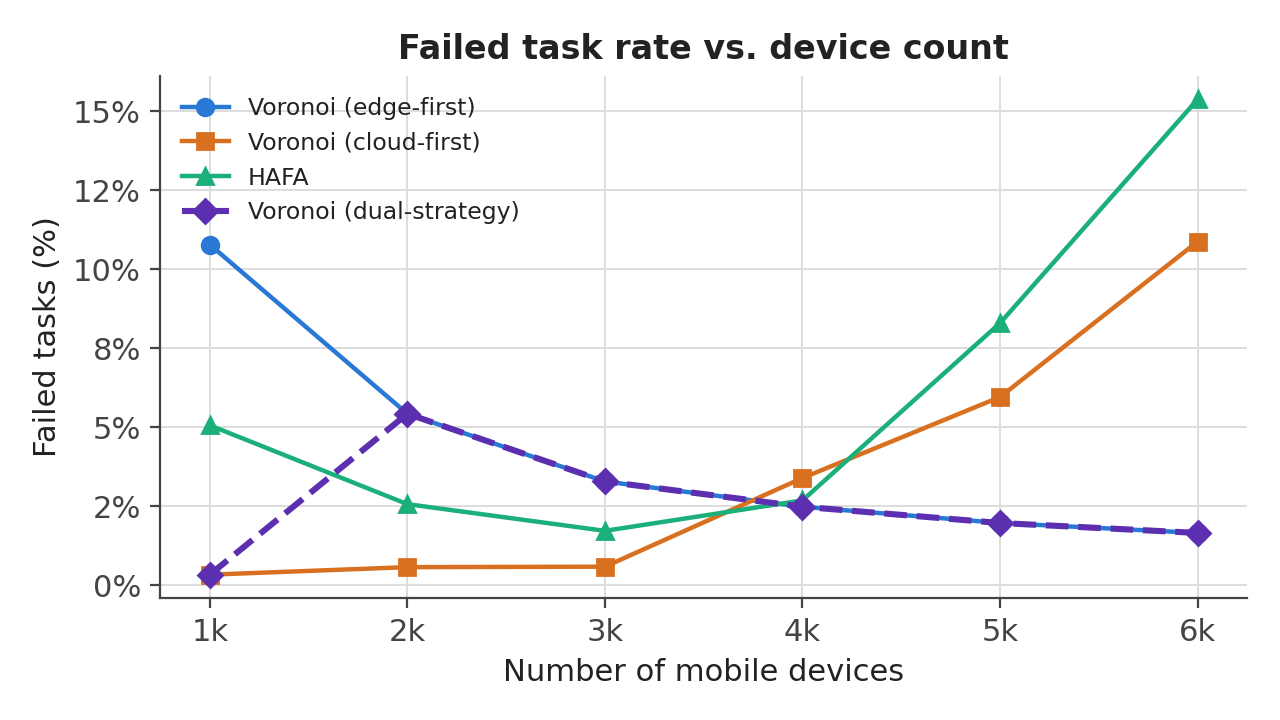 Failed task rate vs. device count
Voronoi (edge-first)
Voronoi (cloud-first)
HAFA
Voronoi (dual-strategy)
Failed tasks (%)
15%
12%
10%
8%
5%
2%
0%
1k 2k 3k 4k 5k 6k
Number of mobile devices